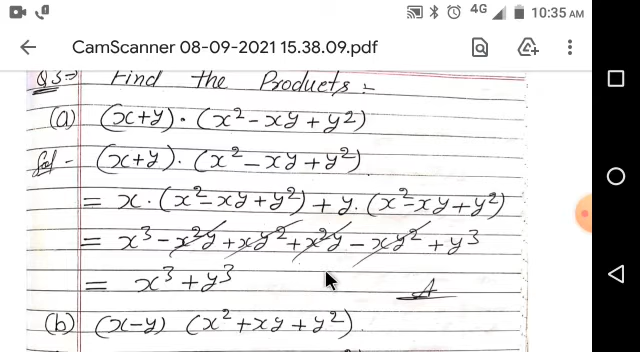 4G 10:35 AM
CamScanner 08-09-2021 15.38.09.pdf
Q3⇒ Find the Products :-
(a) (x+y) · (x² - xy + y²)
Sol - (x+y) · (x² - xy + y²)
= x · (x² - xy + y²) + y · (x² - xy + y²)
= x³ - x²y + xy² + x²y - xy² + y³
= x³ + y³ A
(b) (x-y) (x² + xy + y²).